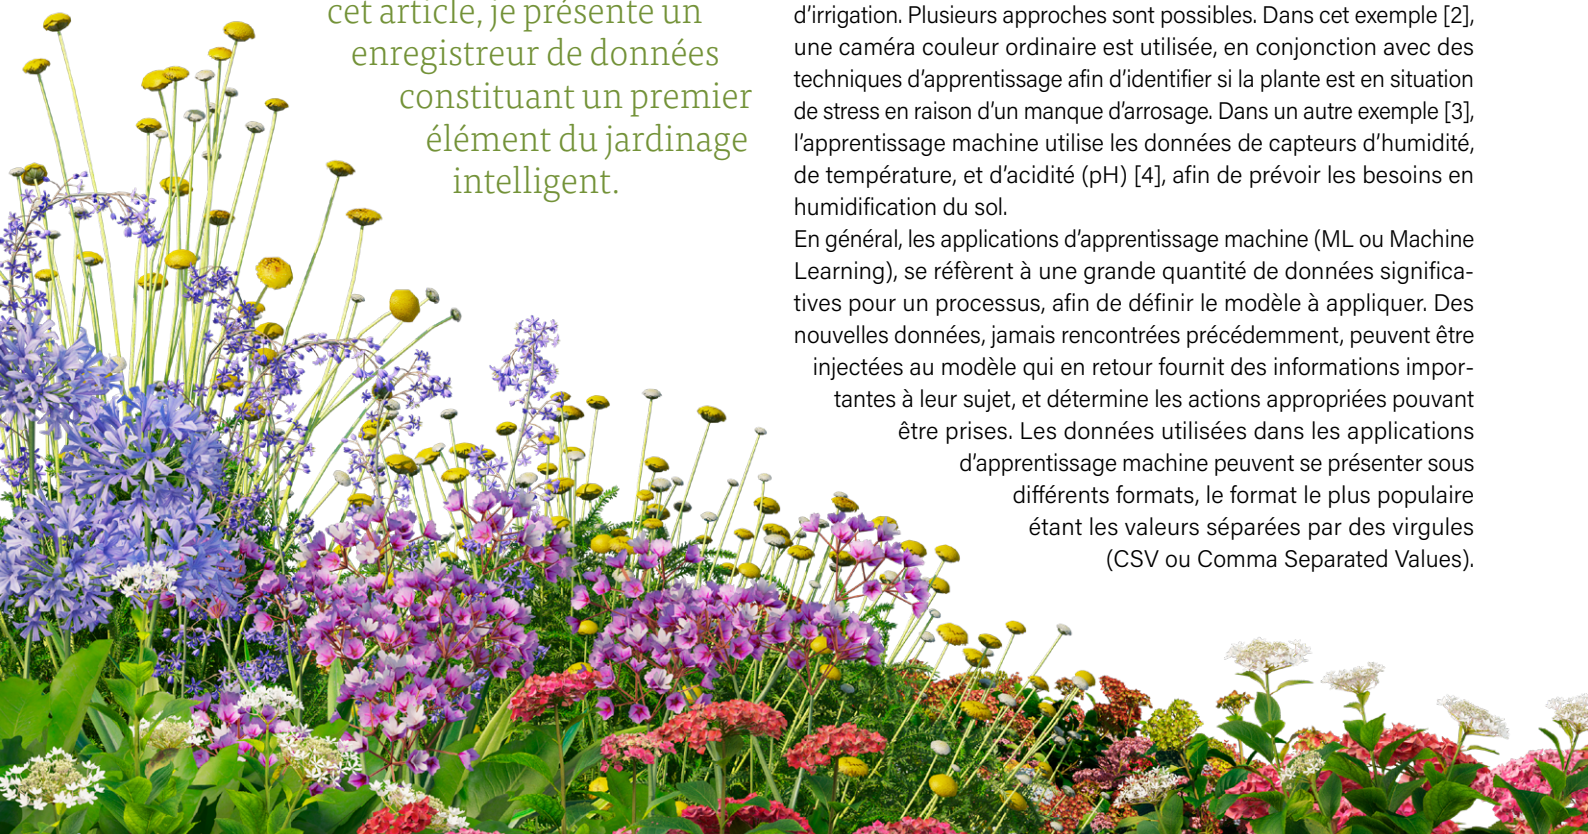 cet article, je présente un
enregistreur de données
constituant un premier
élément du jardinage
intelligent.
d’irrigation. Plusieurs approches sont possibles. Dans cet exemple [2],
une caméra couleur ordinaire est utilisée, en conjonction avec des
techniques d’apprentissage afin d’identifier si la plante est en situation
de stress en raison d’un manque d’arrosage. Dans un autre exemple [3],
l’apprentissage machine utilise les données de capteurs d’humidité,
de température, et d’acidité (pH) [4], afin de prévoir les besoins en
humidification du sol.
En général, les applications d’apprentissage machine (ML ou Machine
Learning), se réfèrent à une grande quantité de données significa-
tives pour un processus, afin de définir le modèle à appliquer. Des
nouvelles données, jamais rencontrées précédemment, peuvent être
injectées au modèle qui en retour fournit des informations impor-
tantes à leur sujet, et détermine les actions appropriées pouvant
être prises. Les données utilisées dans les applications
d’apprentissage machine peuvent se présenter sous
différents formats, le format le plus populaire
étant les valeurs séparées par des virgules
(CSV ou Comma Separated Values).